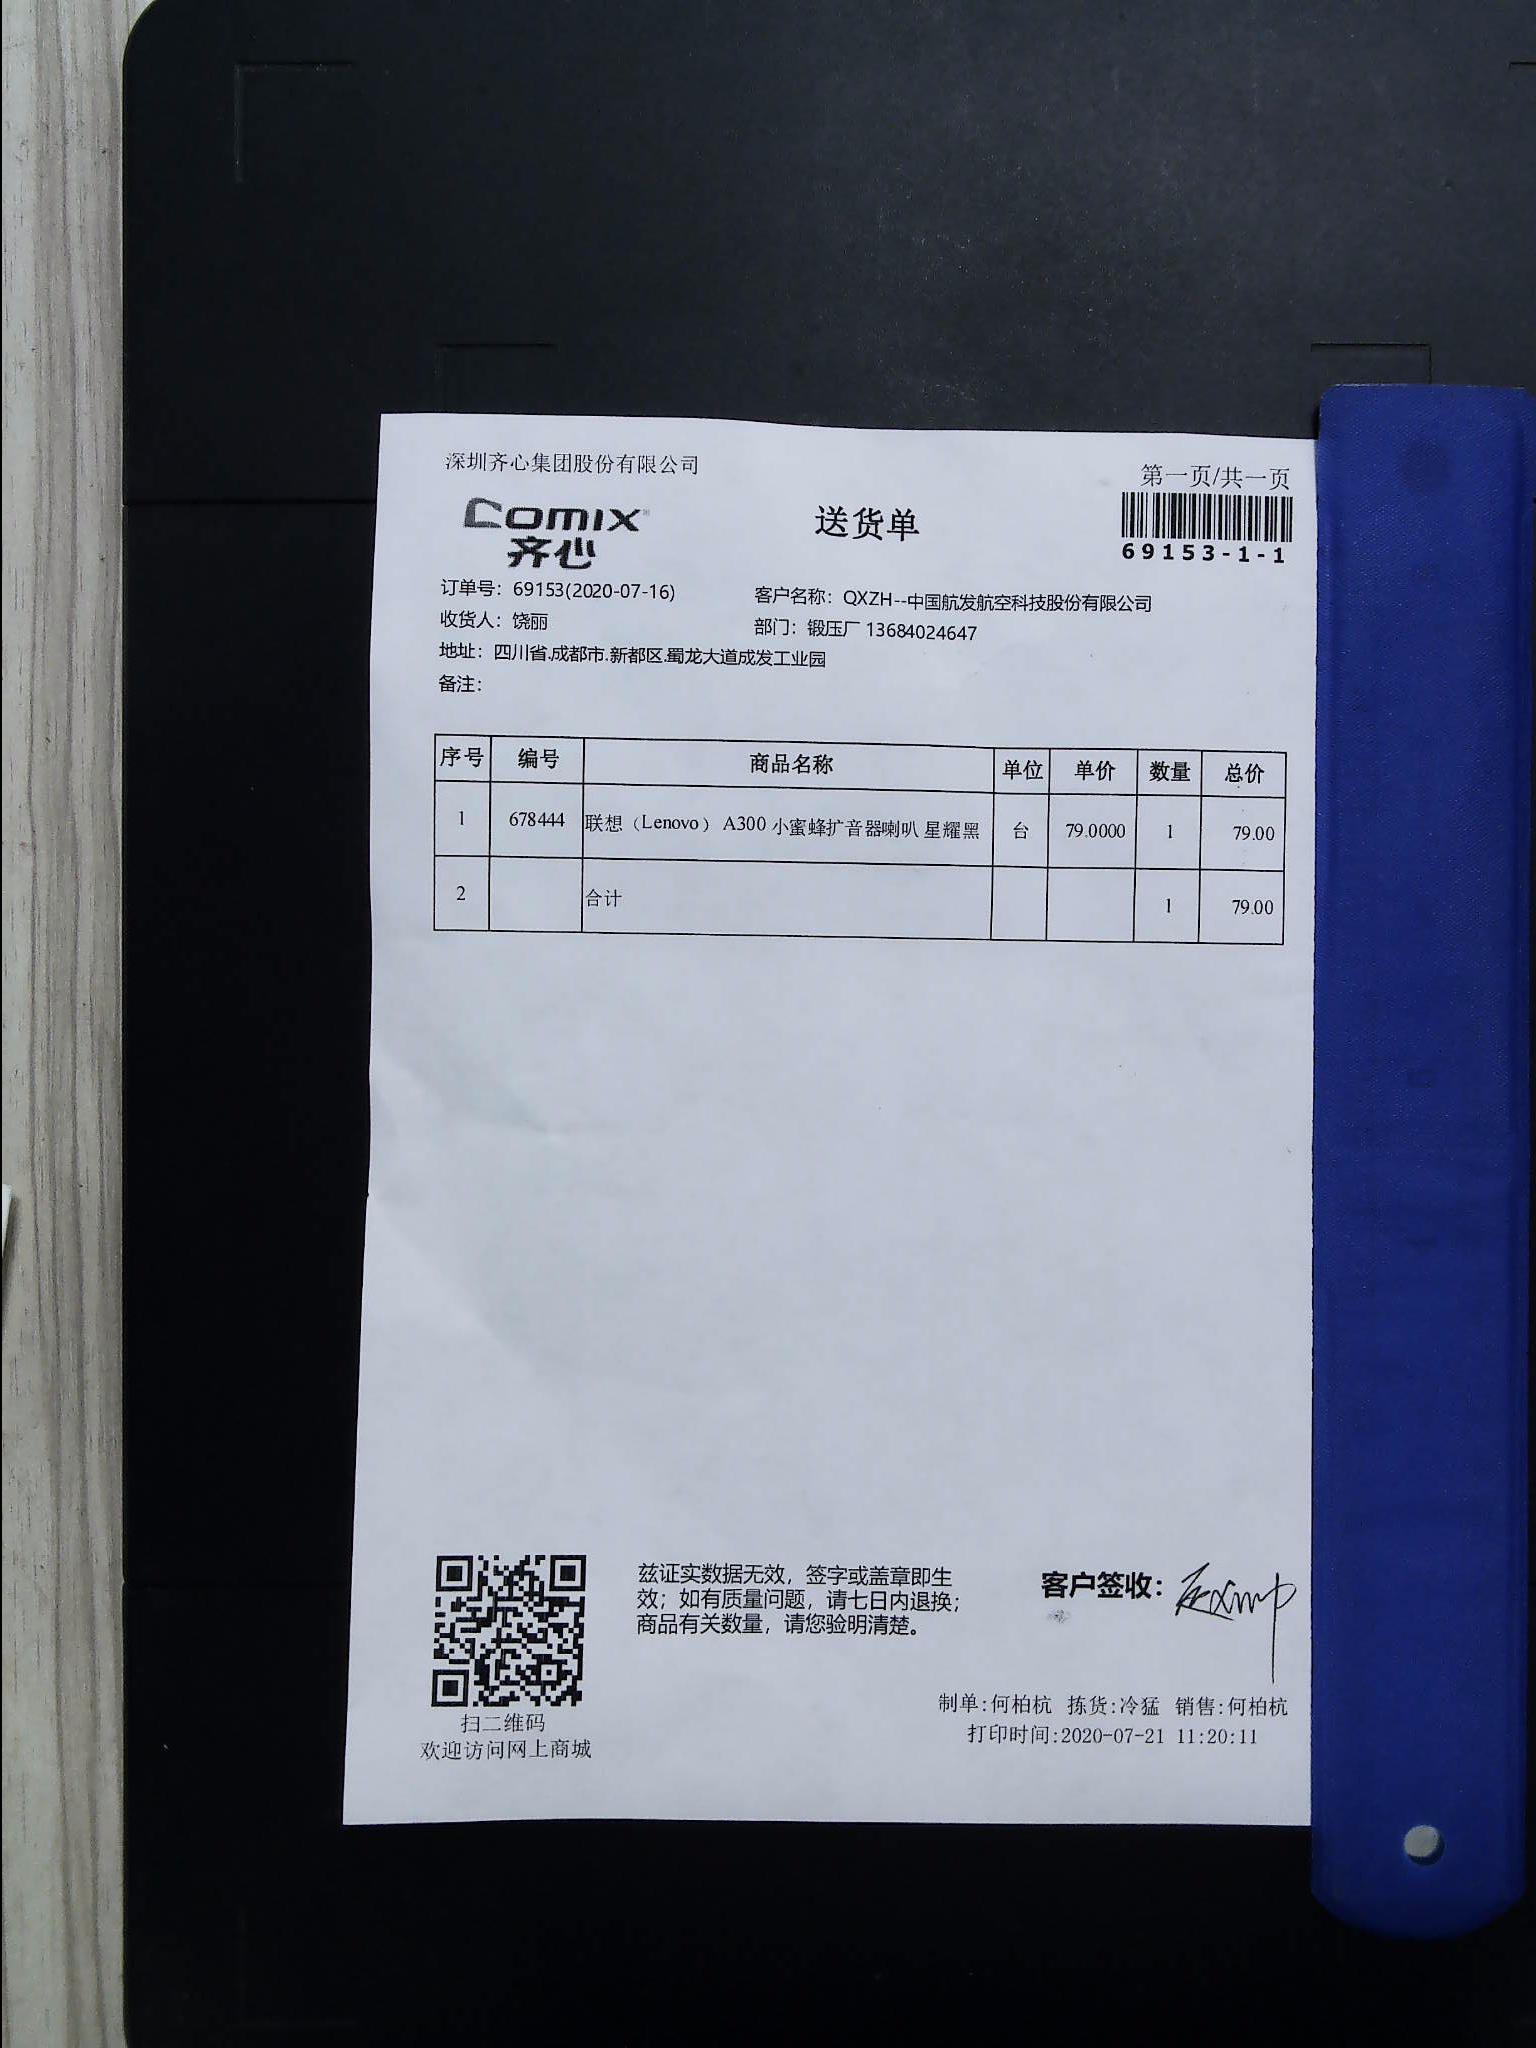 深圳齐心集团股份有限公司
第一页/共一页
COMIX®
齐心
送货单
69153-1-1
订单号：69153(2020-07-16)
客户名称：QXZH--中国航发航空科技股份有限公司
收货人：饶丽
部门：锻压厂 13684024647
地址：四川省.成都市.新都区.蜀龙大道成发工业园
备注：
序号 编号 商品名称 单位 单价 数量 总价
1 678444 联想（Lenovo） A300 小蜜蜂扩音器喇叭 星耀黑 台 79.0000 1 79.00
2 合计 1 79.00
兹证实数据无效，签字或盖章即生
效；如有质量问题，请七日内退换；
商品有关数量，请您验明清楚。
客户签收：
扫二维码
欢迎访问网上商城
制单:何柏杭 拣货:冷猛 销售:何柏杭
打印时间:2020-07-21 11:20:11